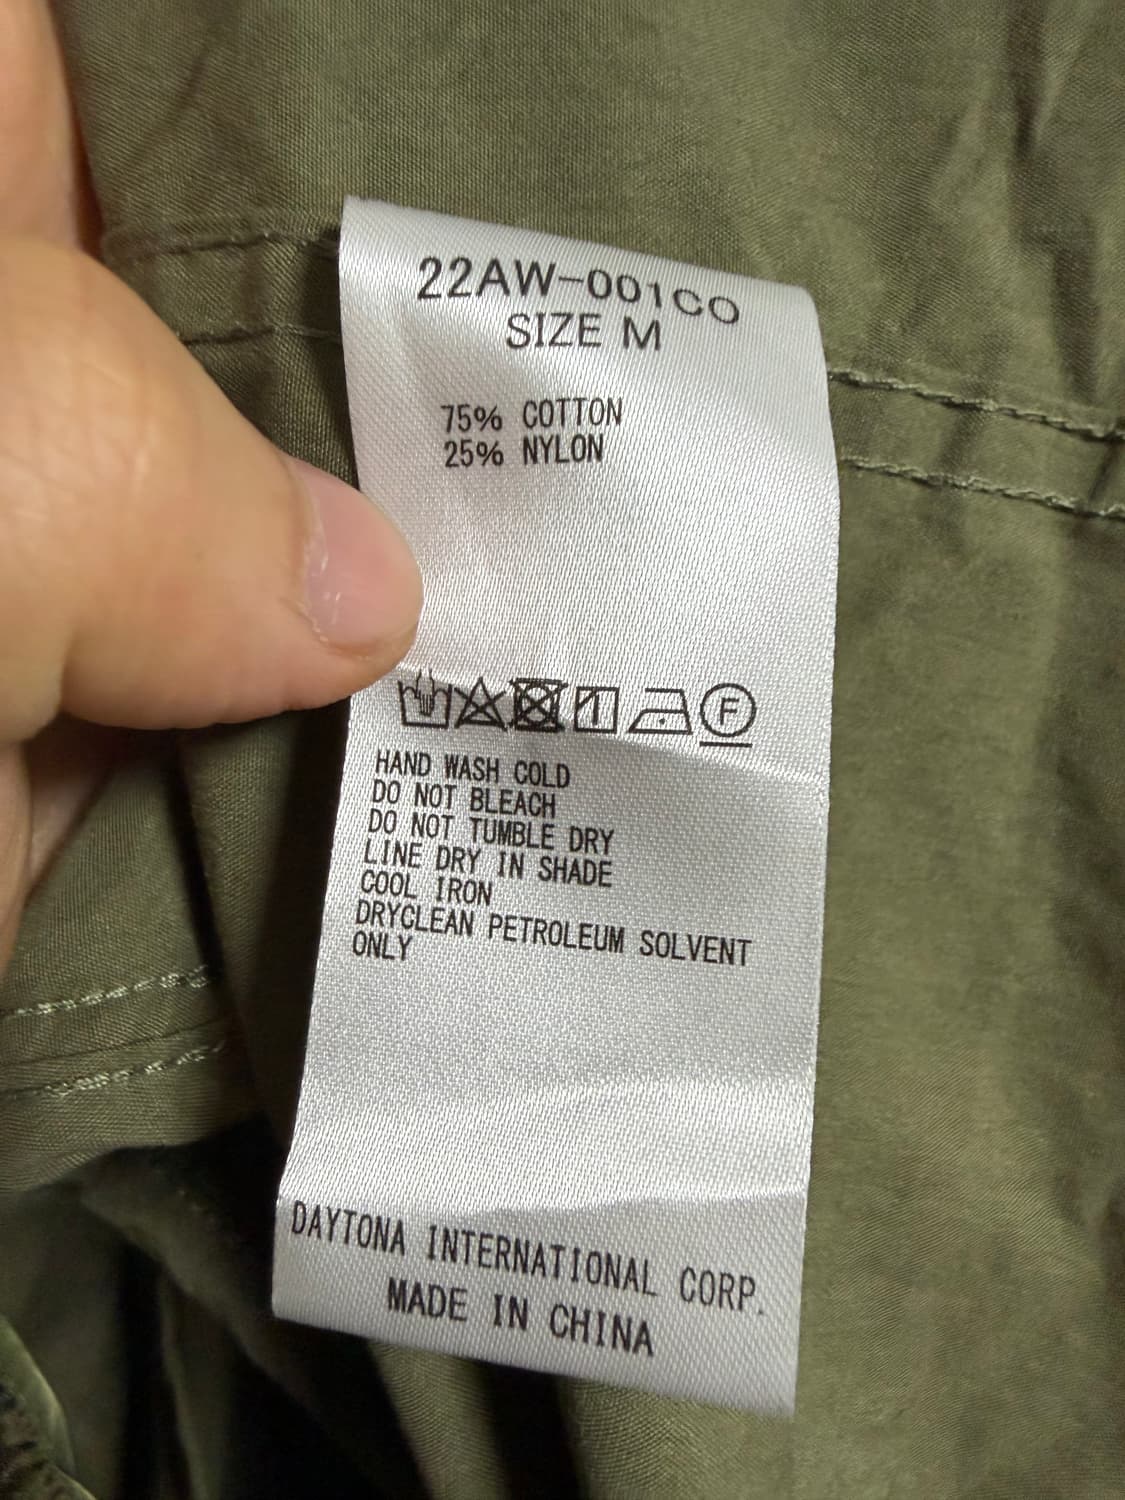 22AW-001CO
SIZE M
75% COTTON
25% NYLON
F
HAND WASH COLD
DO NOT BLEACH
DO NOT TUMBLE DRY
LINE DRY IN SHADE
COOL IRON
DRYCLEAN PETROLEUM SOLVENT
ONLY
DAYTONA INTERNATIONAL CORP.
MADE IN CHINA